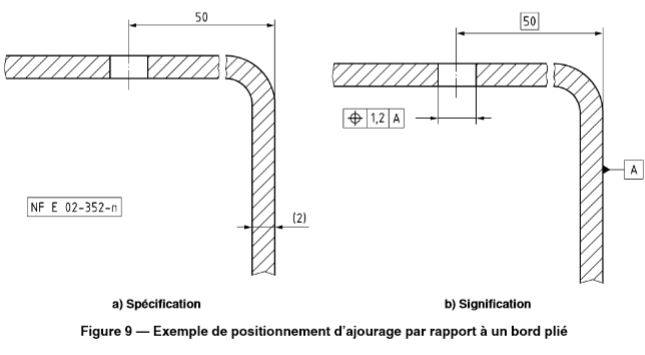 50
NF E 02-352-n
(2)
a) Spécification
50
⌖ 1,2 A
A
b) Signification
Figure 9 — Exemple de positionnement d'ajourage par rapport à un bord plié